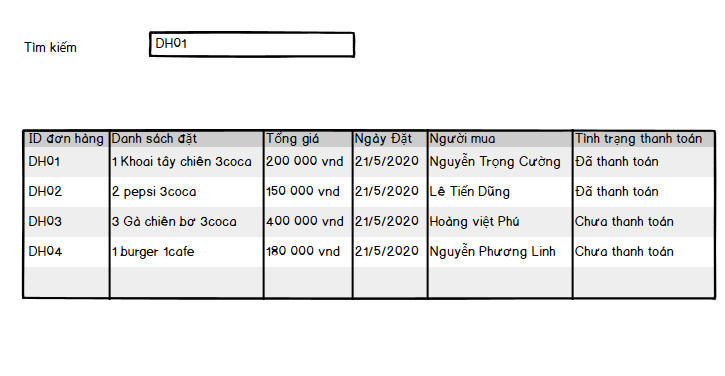 Tìm kiếm DH01
ID đơn hàng Danh sách đặt Tổng giá Ngày Đặt Người mua Tình trạng thanh toán
DH01 1 Khoai tây chiên 3coca 200 000 vnd 21/5/2020 Nguyễn Trọng Cường Đã thanh toán
DH02 2 pepsi 3coca 150 000 vnd 21/5/2020 Lê Tiến Dũng Đã thanh toán
DH03 3 Gà chiên bơ 3coca 400 000 vnd 21/5/2020 Hoàng việt Phú Chưa thanh toán
DH04 1 burger 1cafe 180 000 vnd 21/5/2020 Nguyễn Phương Linh Chưa thanh toán